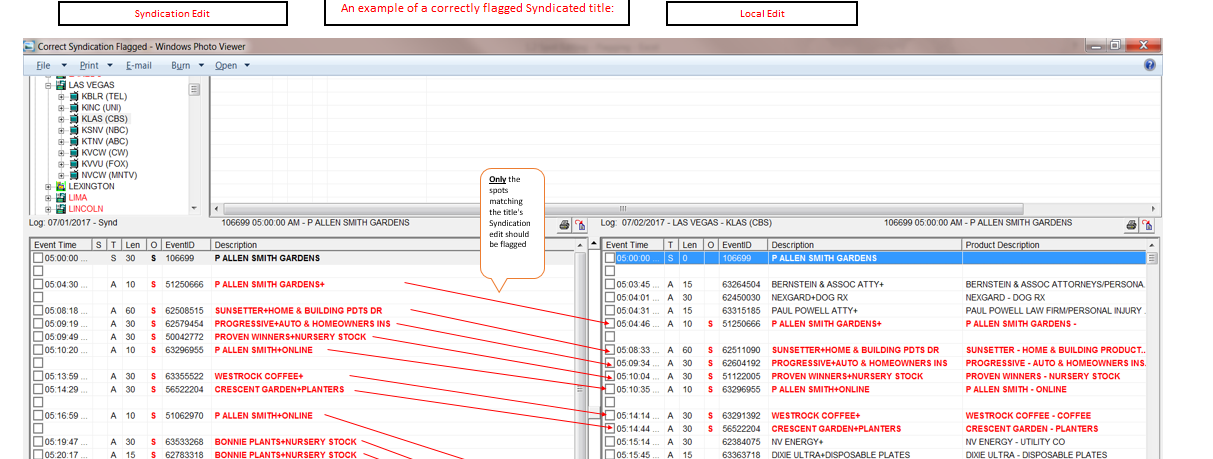 Syndication Edit
An example of a correctly flagged Syndicated title:
Local Edit
Correct Syndication Flagged - Windows Photo Viewer
File Print E-mail Burn Open
LAS VEGAS
KBLR (TEL)
KINC (UNI)
KLAS (CBS)
KSNV (NBC)
KTNV (ABC)
KVCW (CW)
KVVU (FOX)
NVCW (MNTV)
LEXINGTON
LIMA
LINCOLN
Only the
spots
matching
the title's
Syndication
edit should
be flagged
Log: 07/01/2017 - Synd 106699 05:00:00 AM - P ALLEN SMITH GARDENS
Event Time S T Len O EventID Description
05:00:00 ... S 30 S 106699 P ALLEN SMITH GARDENS
05:04:30 ... A 10 S 51250666 P ALLEN SMITH GARDENS+
05:08:18 ... A 60 S 62508515 SUNSETTER+HOME & BUILDING PDTS DR
05:09:19 ... A 30 S 62579454 PROGRESSIVE+AUTO & HOMEOWNERS INS
05:09:49 ... A 30 S 50042772 PROVEN WINNERS+NURSERY STOCK
05:10:20 ... A 10 S 63296955 P ALLEN SMITH+ONLINE
05:13:59 ... A 30 S 63355522 WESTROCK COFFEE+
05:14:29 ... A 30 S 56522204 CRESCENT GARDEN+PLANTERS
05:16:59 ... A 10 S 51062970 P ALLEN SMITH+ONLINE
05:19:47 ... A 30 S 63533268 BONNIE PLANTS+NURSERY STOCK
05:20:17 ... A 15 S 62783318 BONNIE PLANTS+NURSERY STOCK
Log: 07/02/2017 - LAS VEGAS - KLAS (CBS) 106699 05:00:00 AM - P ALLEN SMITH GARDENS
Event Time T Len O EventID Description Product Description
05:00:00 ... S 0 106699 P ALLEN SMITH GARDENS
05:03:45 ... A 15 63264504 BERNSTEIN & ASSOC ATTY+ BERNSTEIN & ASSOC ATTORNEYS/PERSONA...
05:04:01 ... A 30 62450030 NEXGARD+DOG RX NEXGARD - DOG RX
05:04:31 ... A 15 63315185 PAUL POWELL ATTY+ PAUL POWELL LAW FIRM/PERSONAL INJURY ...
05:04:46 ... A 10 S 51250666 P ALLEN SMITH GARDENS+ P ALLEN SMITH GARDENS -
05:08:33 ... A 60 S 62511090 SUNSETTER+HOME & BUILDING PDTS DR SUNSETTER - HOME & BUILDING PRODUCT...
05:09:34 ... A 30 S 62604192 PROGRESSIVE+AUTO & HOMEOWNERS INS PROGRESSIVE - AUTO & HOMEOWNERS INS...
05:10:04 ... A 30 S 51122005 PROVEN WINNERS+NURSERY STOCK PROVEN WINNERS - NURSERY STOCK
05:10:35 ... A 10 S 63296955 P ALLEN SMITH+ONLINE P ALLEN SMITH - ONLINE
05:14:14 ... A 30 S 63291392 WESTROCK COFFEE+ WESTROCK COFFEE - COFFEE
05:14:44 ... A 30 S 56522204 CRESCENT GARDEN+PLANTERS CRESCENT GARDEN - PLANTERS
05:15:14 ... A 30 62384075 NV ENERGY+ NV ENERGY - UTILITY CO
05:15:45 ... A 15 63363718 DIXIE ULTRA+DISPOSABLE PLATES DIXIE ULTRA - DISPOSABLE PLATES